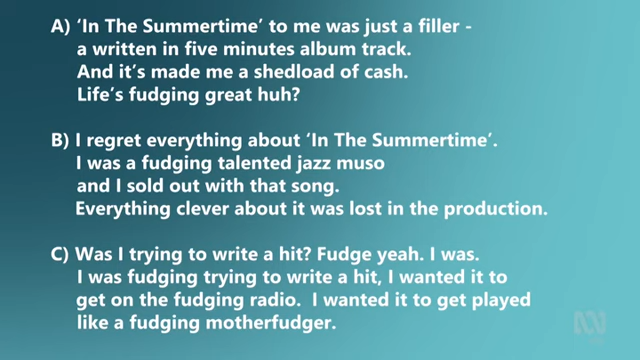 A) ‘In The Summertime’ to me was just a filler -
a written in five minutes album track.
And it’s made me a shedload of cash.
Life’s fudging great huh?
B) I regret everything about ‘In The Summertime’.
I was a fudging talented jazz muso
and I sold out with that song.
Everything clever about it was lost in the production.
C) Was I trying to write a hit? Fudge yeah. I was.
I was fudging trying to write a hit, I wanted it to
get on the fudging radio.  I wanted it to get played
like a fudging motherfudger.